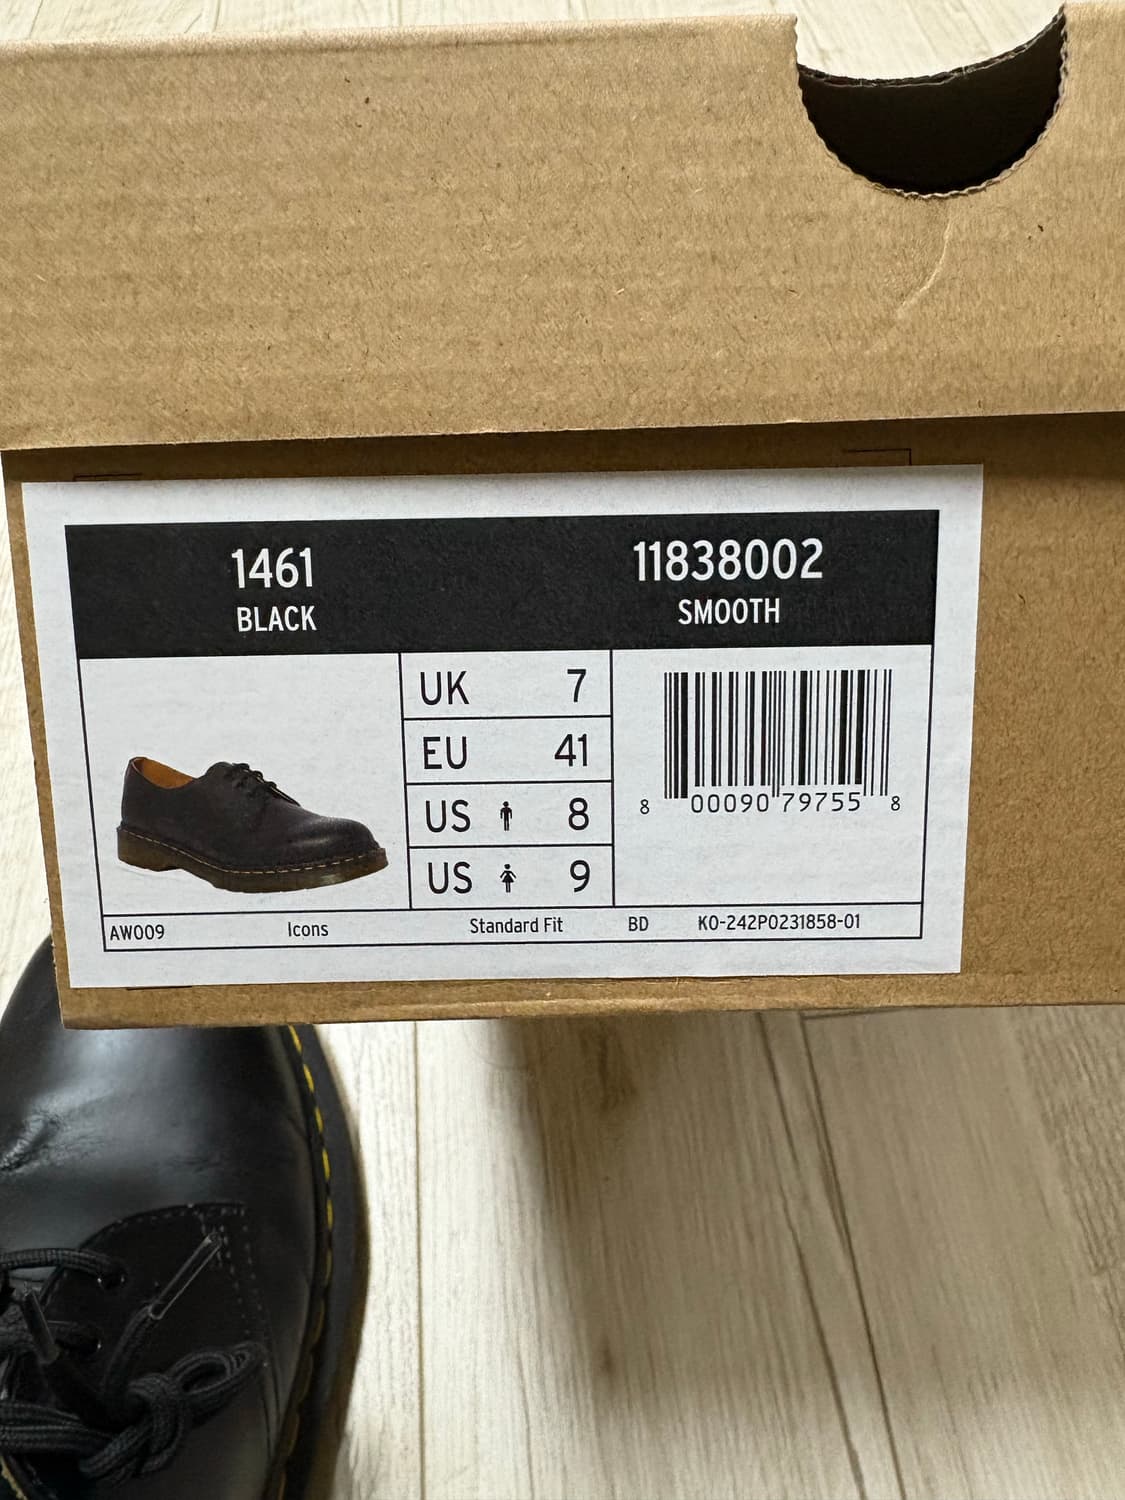 1461
BLACK
11838002
SMOOTH
UK 7
EU 41
US 8
US 9
8 00090 79755 8
AW009 Icons Standard Fit BD KO-242P0231858-01